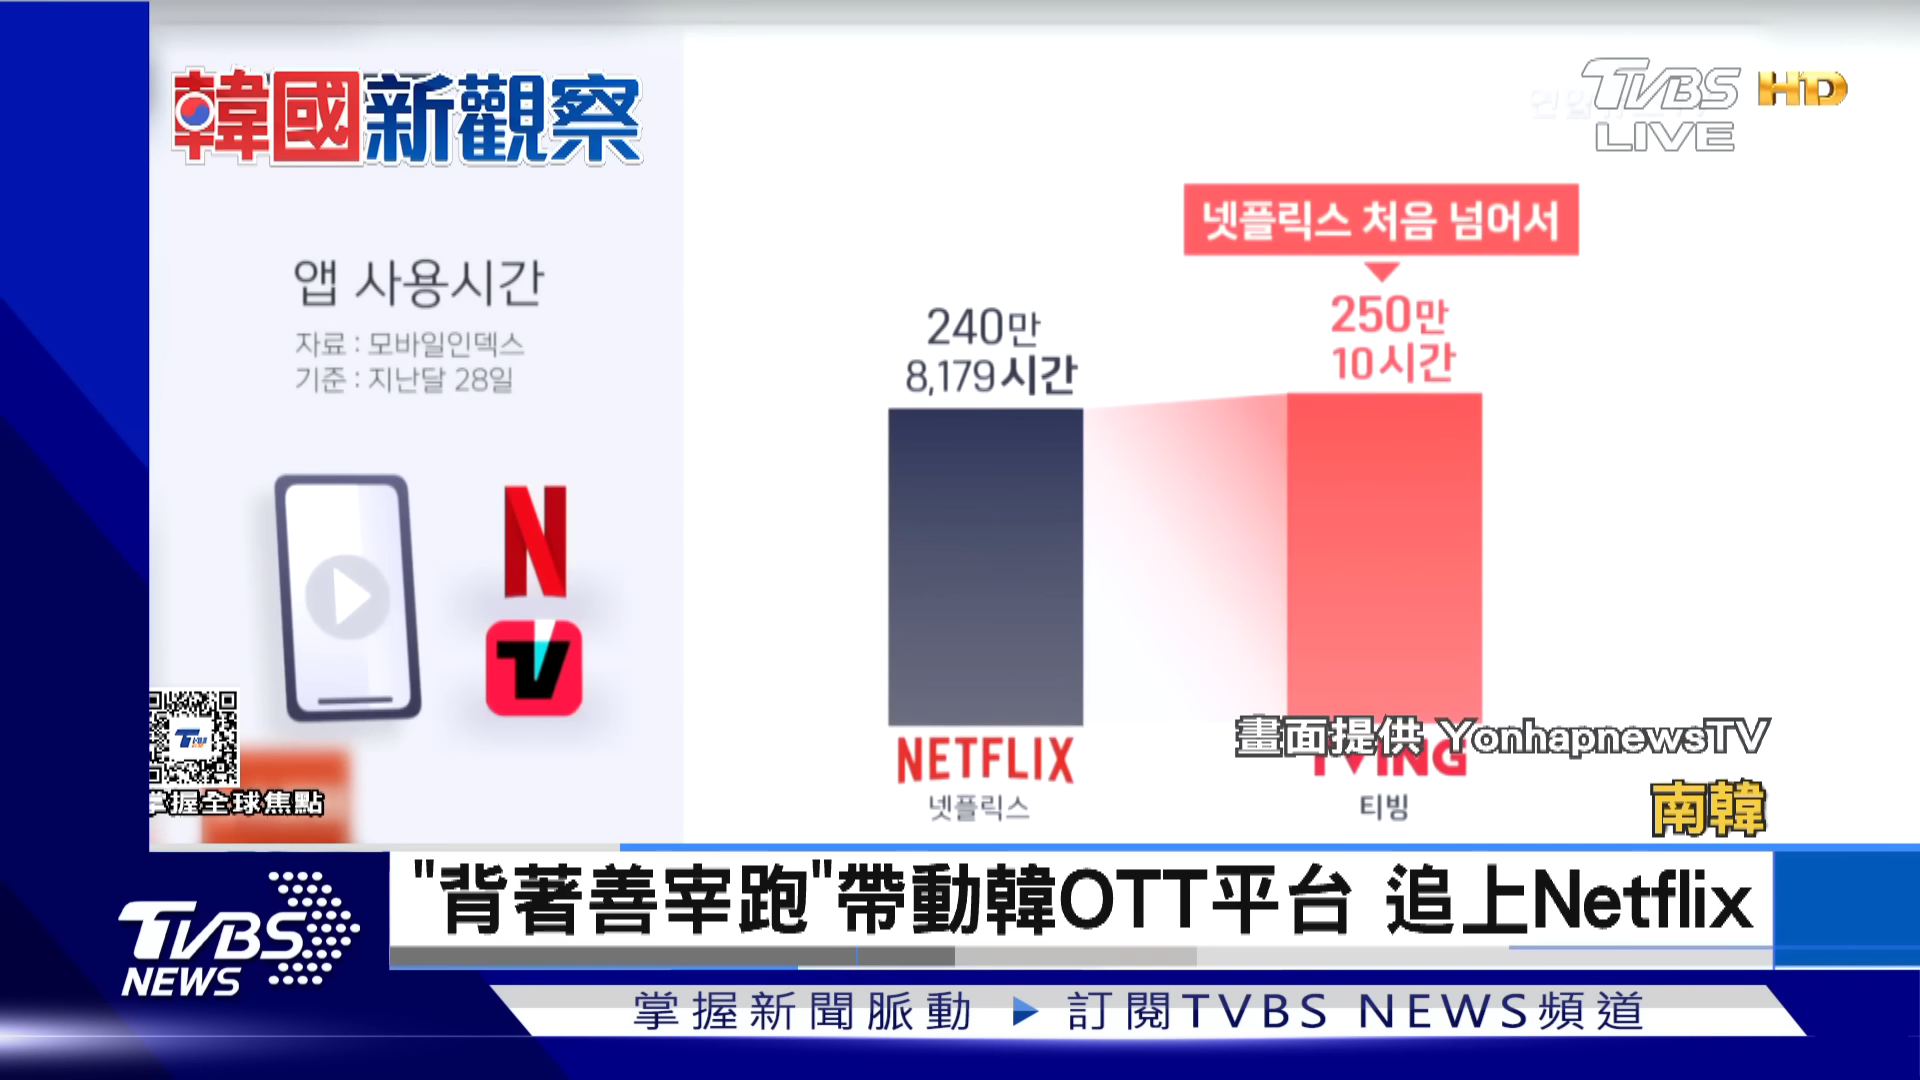 韓國新觀察
TVBS HD
LIVE
넷플릭스 처음 넘어서
앱 사용시간
자료 : 모바일인덱스
기준 : 지난달 28일
240만
8,179시간
250만
10시간
N
TV
TVBS
掌握全球焦點
NETFLIX
넷플릭스
TVING
티빙
畫面提供 YonhapnewsTV
南韓
"背著善宰跑"帶動韓OTT平台 追上Netflix
TVBS
NEWS
掌握新聞脈動 ▶ 訂閱TVBS NEWS頻道